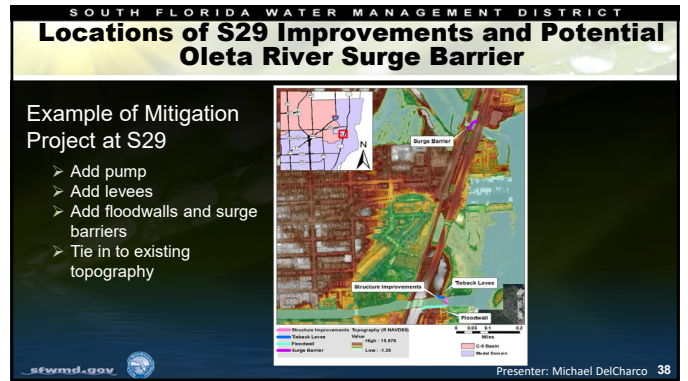 SOUTH FLORIDA WATER MANAGEMENT DISTRICT
Locations of S29 Improvements and Potential
Oleta River Surge Barrier
Example of Mitigation
Project at S29
➢ Add pump
➢ Add levees
➢ Add floodwalls and surge
barriers
➢ Tie in to existing
topography
N
Surge Barrier
Structure Improvements
Tieback Levee
Floodwall
Structure Improvements
Tieback Levee
Floodwall
Surge Barrier
Topography (ft NAVD88)
Value
High : 19.878
Low : -1.25
0 0.05 0.1 0.2
Miles
C-9 Basin
Model Domain
sfwmd.gov
Presenter: Michael DelCharco 38